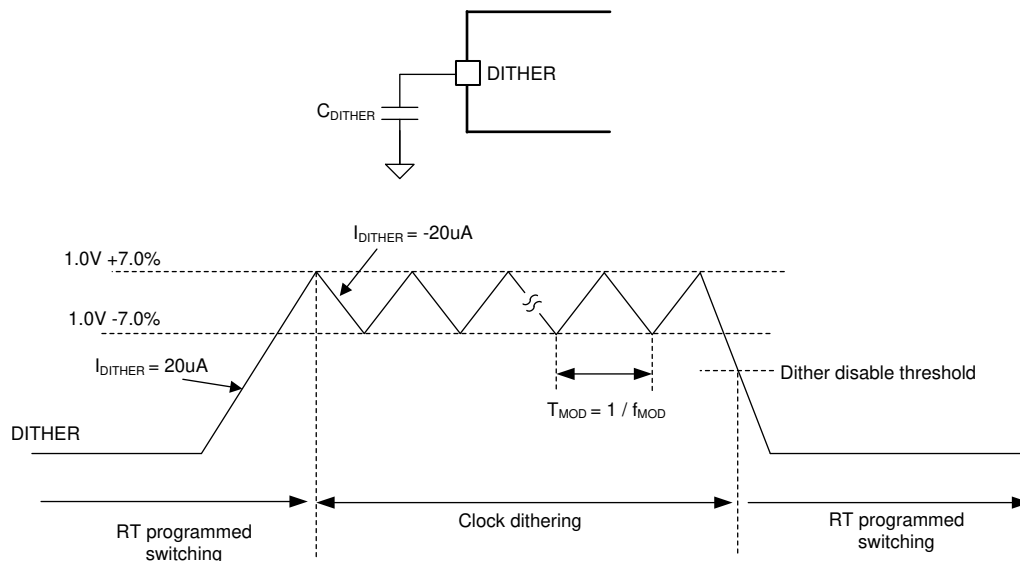 DITHER
CDITHER
IDITHER = -20uA
1.0V +7.0%
1.0V -7.0%
IDITHER = 20uA
Dither disable threshold
TMOD = 1 / fMOD
DITHER
RT programmed
switching
Clock dithering
RT programmed
switching